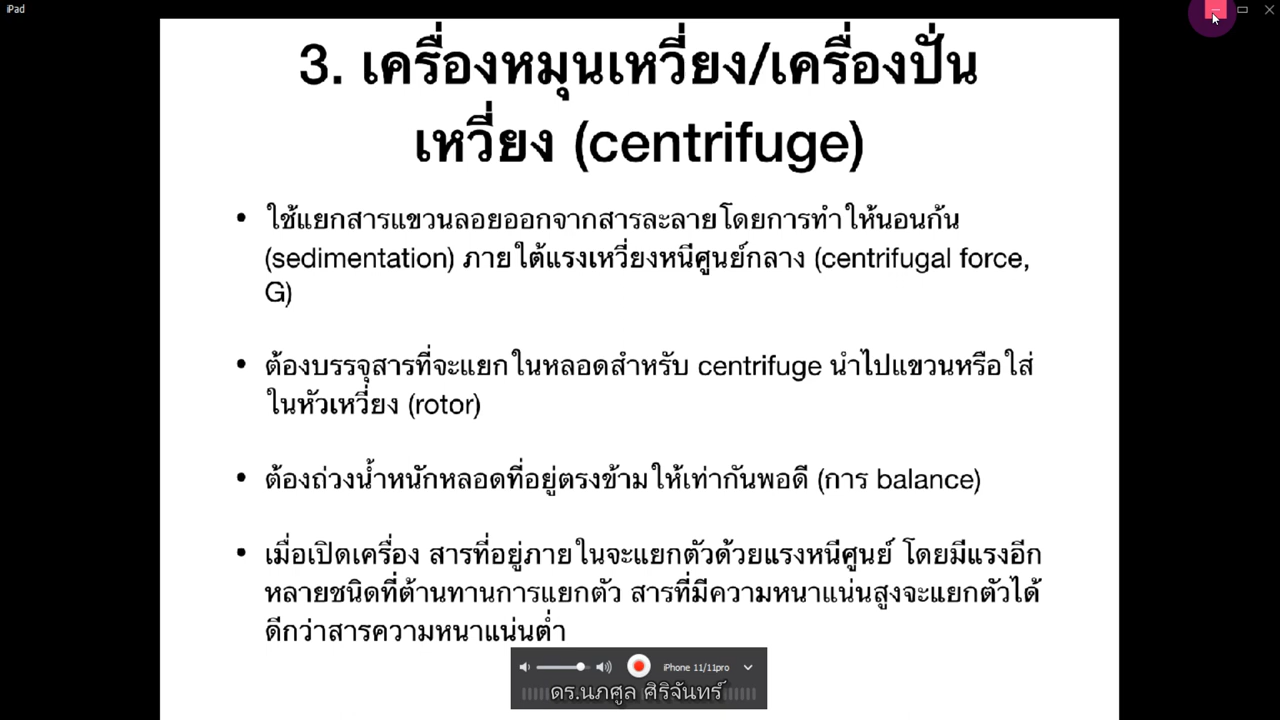 iPad
3. เครื่องหมุนเหวี่ยง/เครื่องปั่น
เหวี่ยง (centrifuge)
• ใช้แยกสารแขวนลอยออกจากสารละลายโดยการทำให้นอนก้น
(sedimentation) ภายใต้แรงเหวี่ยงหนีศูนย์กลาง (centrifugal force,
G)
• ต้องบรรจุสารที่จะแยกในหลอดสำหรับ centrifuge นำไปแขวนหรือใส่
ในหัวเหวี่ยง (rotor)
• ต้องถ่วงน้ำหนักหลอดที่อยู่ตรงข้ามให้เท่ากันพอดี (การ balance)
• เมื่อเปิดเครื่อง สารที่อยู่ภายในจะแยกตัวด้วยแรงหนีศูนย์ โดยมีแรงอีก
หลายชนิดที่ต้านทานการแยกตัว สารที่มีความหนาแน่นสูงจะแยกตัวได้
ดีกว่าสารความหนาแน่นต่ำ
iPhone 11/11pro
ดร.นภศูล ศิริจันทร์